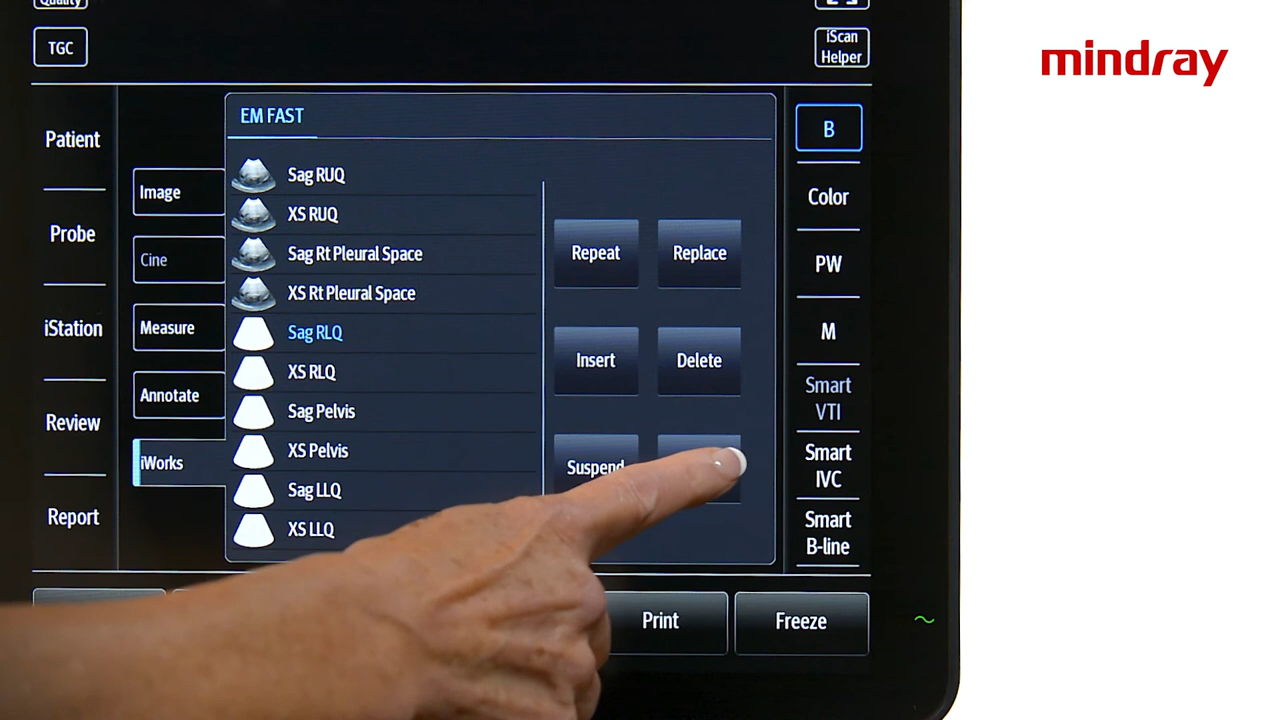 Quality
TGC
iScan
Helper
mindray
Patient
Probe
iStation
Review
Report
Image
Cine
Measure
Annotate
iWorks
EM FAST
Sag RUQ
XS RUQ
Sag Rt Pleural Space
XS Rt Pleural Space
Sag RLQ
XS RLQ
Sag Pelvis
XS Pelvis
Sag LLQ
XS LLQ
Repeat
Replace
Insert
Delete
Suspend
B
Color
PW
M
Smart
VTI
Smart
IVC
Smart
B-line
Print
Freeze